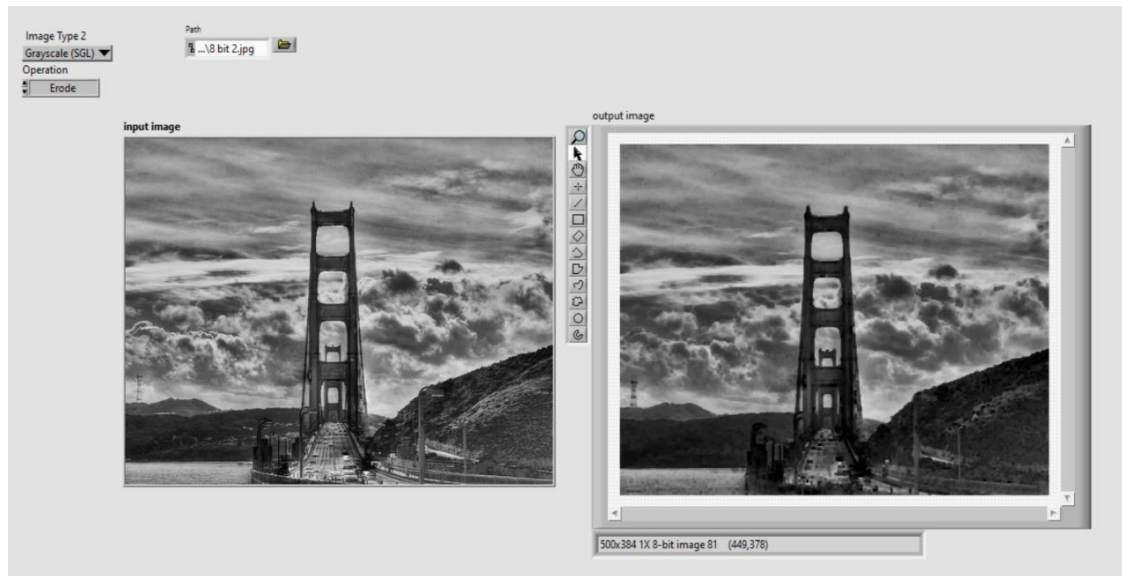 Image Type 2
Grayscale (SGL)
Operation
Erode
Path
...\8 bit 2.jpg
input image
output image
500x384 1X 8-bit image 81 (449,378)